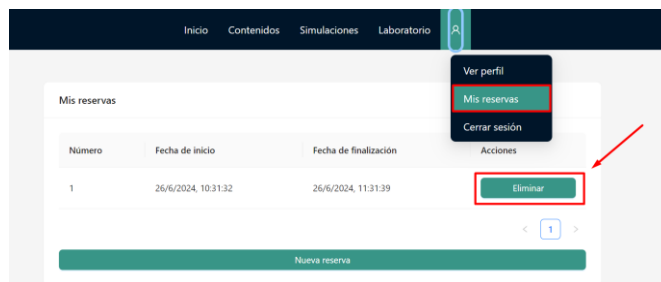 Inicio Contenidos Simulaciones Laboratorio
Ver perfil
Mis reservas
Cerrar sesión
Mis reservas
Número Fecha de inicio Fecha de finalización Acciones
1 26/6/2024, 10:31:32 26/6/2024, 11:31:39 Eliminar
< 1 >
Nueva reserva